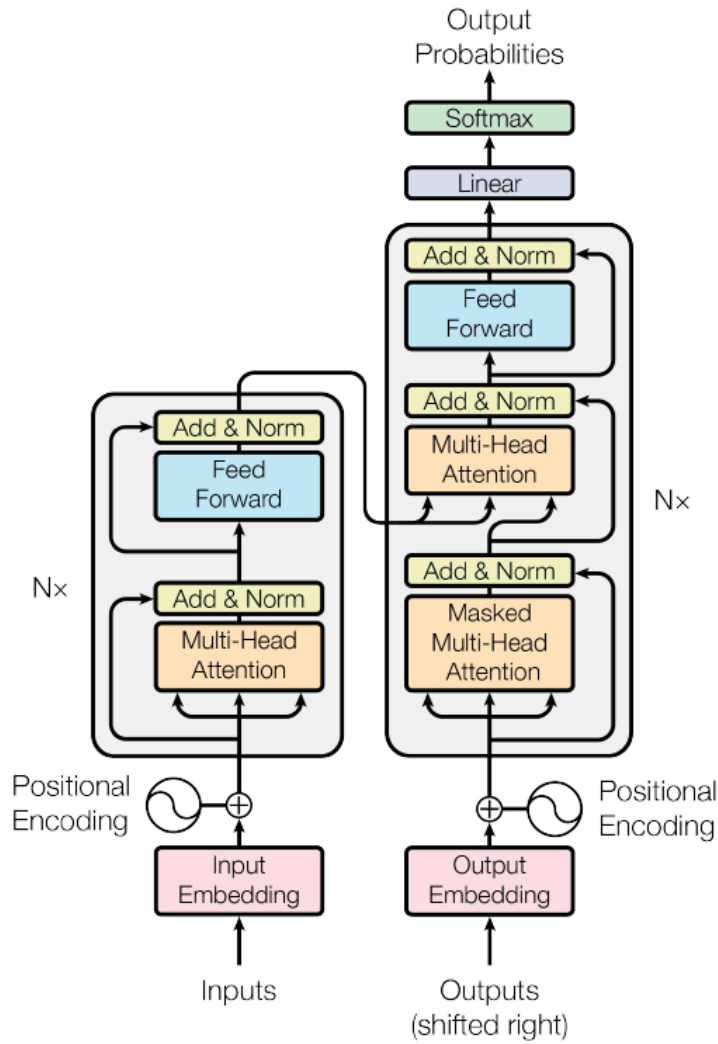 Output
Probabilities
Softmax
Linear
Add & Norm
Feed
Forward
Add & Norm
Multi-Head
Attention
Add & Norm
Masked
Multi-Head
Attention
Nx
Add & Norm
Feed
Forward
Add & Norm
Multi-Head
Attention
Nx
Positional
Encoding
Positional
Encoding
Input
Embedding
Output
Embedding
Inputs
Outputs
(shifted right)